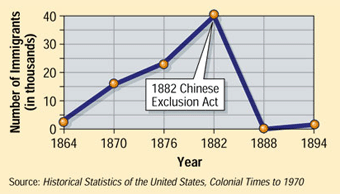 Number of Immigrants
(in thousands)
40
30
20
10
0
1882 Chinese
Exclusion Act
1864 1870 1876 1882 1888 1894
Year
Source: Historical Statistics of the United States, Colonial Times to 1970